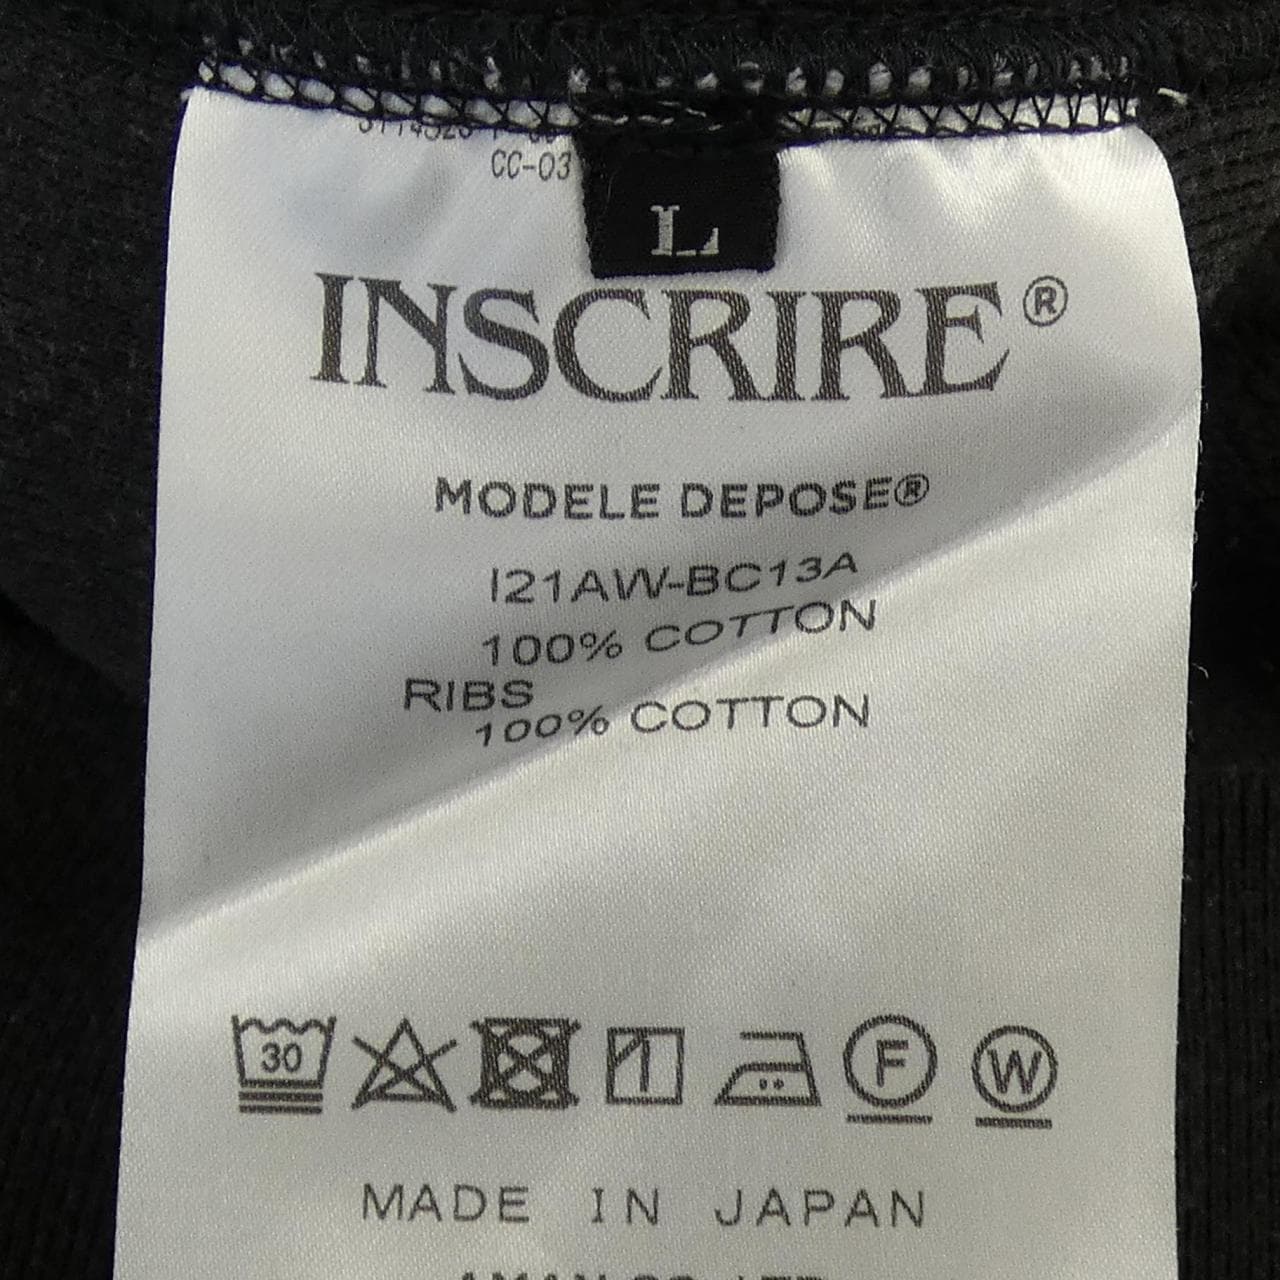 CC-03
L
INSCRIRE®
MODELE DEPOSE®
I21AW-BC13A
100% COTTON
RIBS
100% COTTON
30
F
W
MADE IN JAPAN